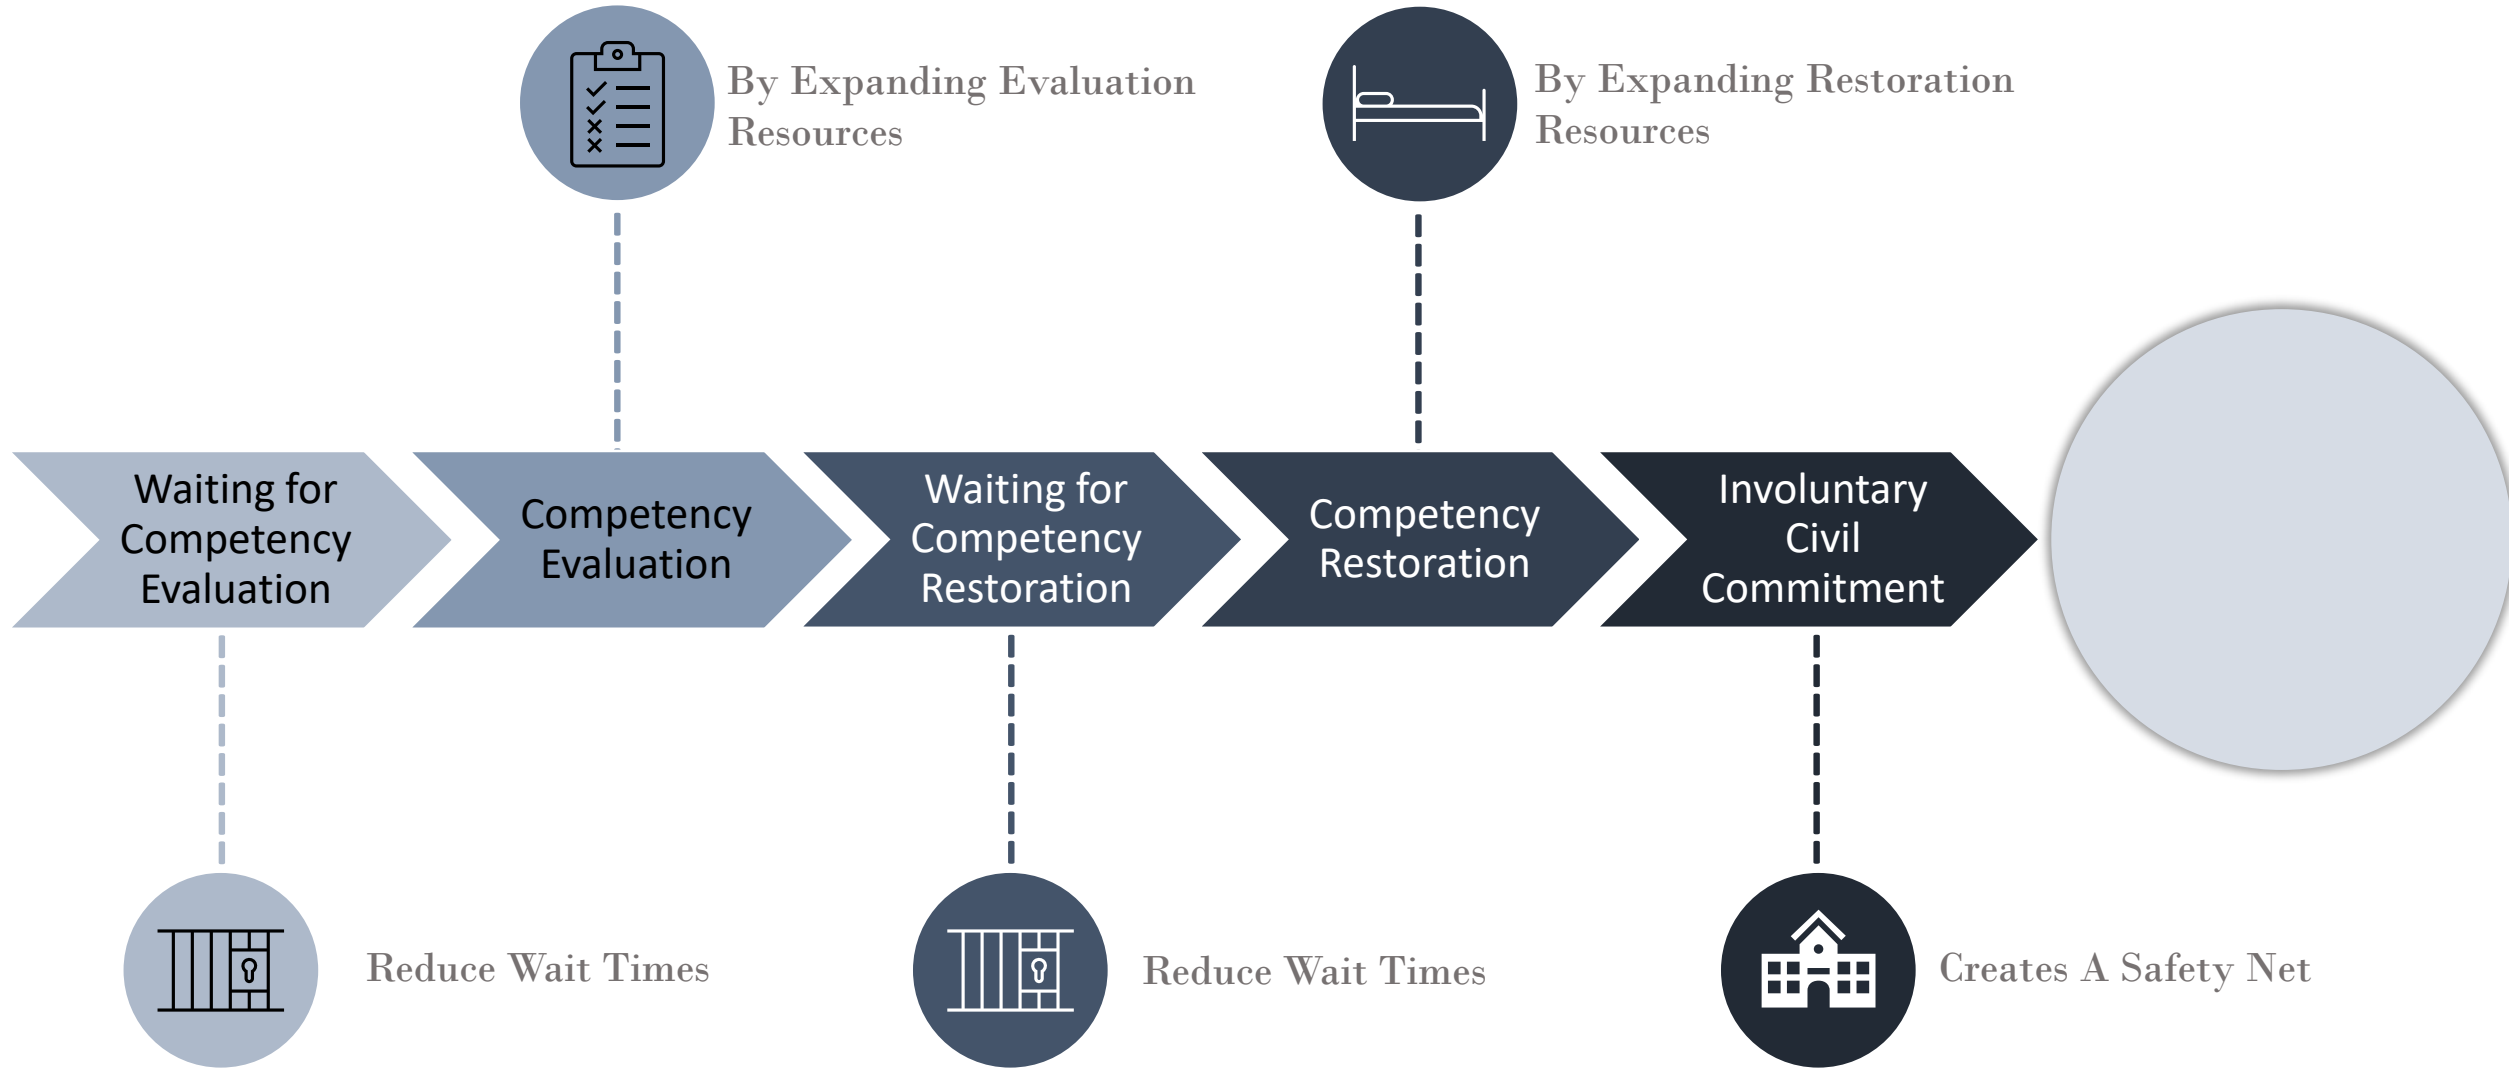 By Expanding Evaluation
Resources
By Expanding Restoration
Resources
Waiting for
Competency
Evaluation
Competency
Evaluation
Waiting for
Competency
Restoration
Competency
Restoration
Involuntary
Civil
Commitment
Reduce Wait Times
Reduce Wait Times
Creates A Safety Net